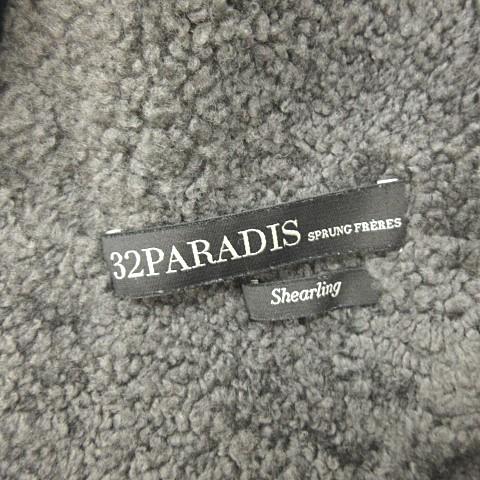 32PARADIS SPRUNG FRÈRES
Shearling